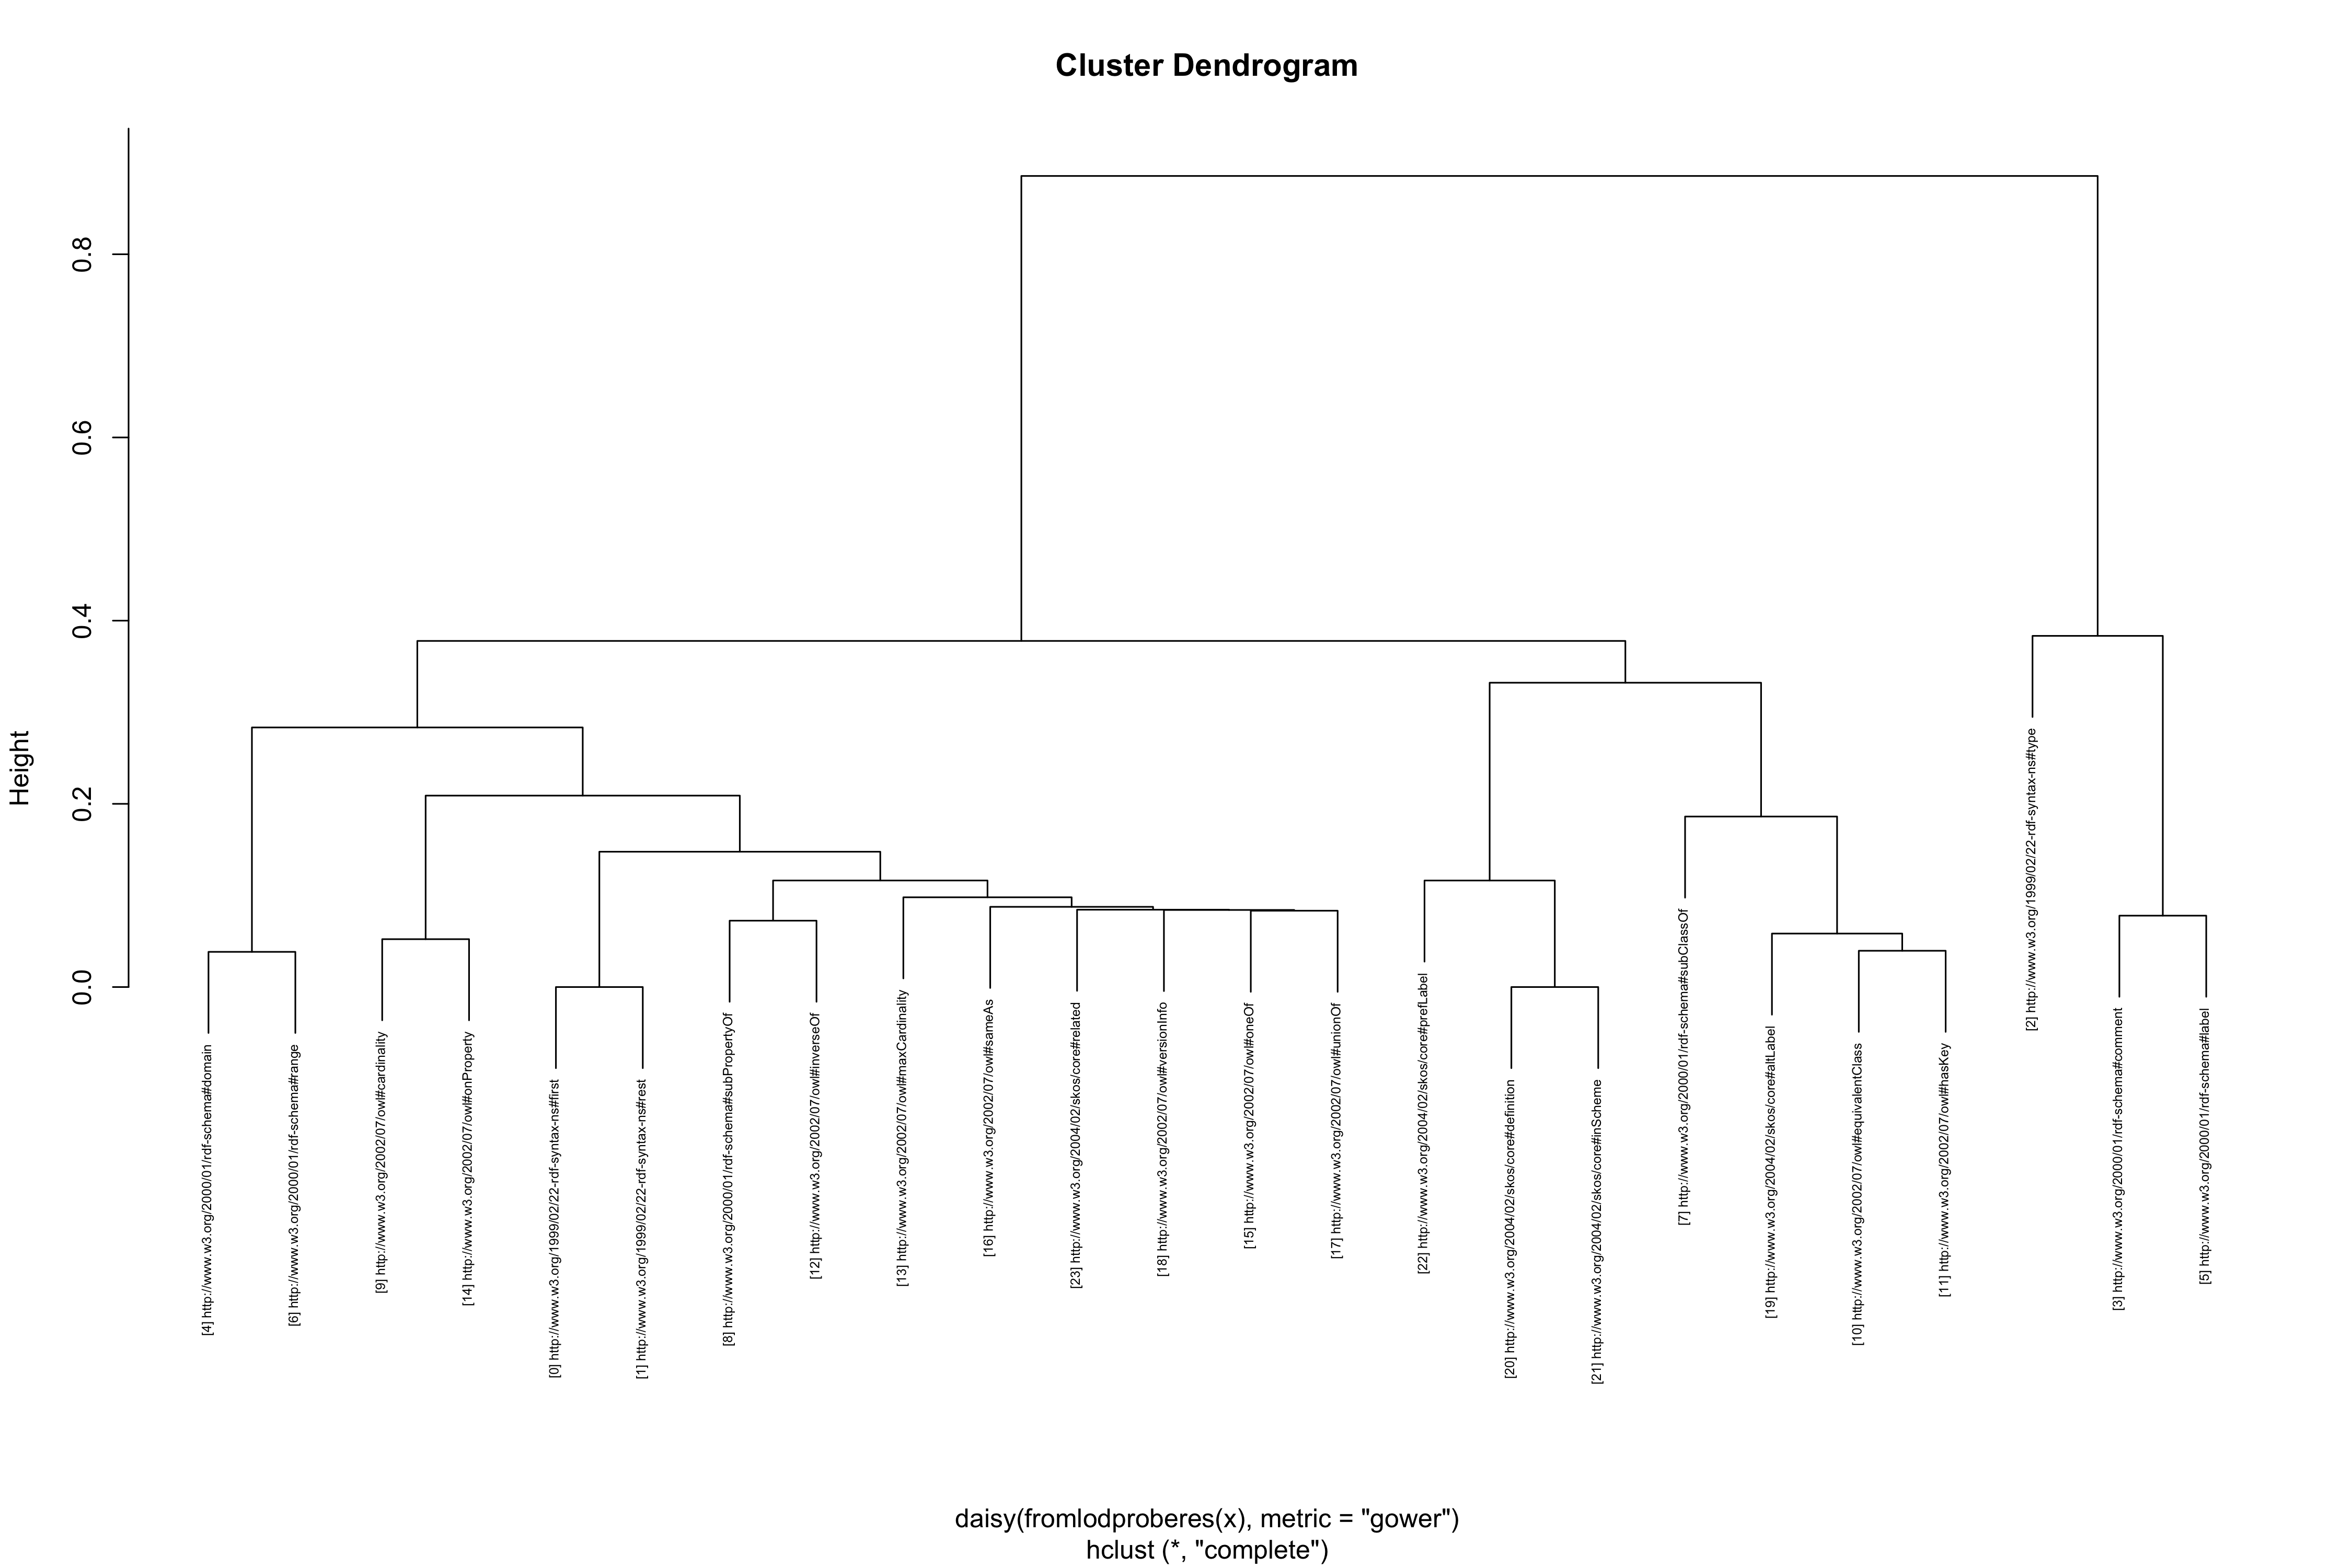 Cluster Dendrogram
Height
0.8
0.6
0.4
0.2
0.0
[4] http://www.w3.org/2000/01/rdf-schema#domain
[6] http://www.w3.org/2000/01/rdf-schema#range
[9] http://www.w3.org/2002/07/owl#cardinality
[14] http://www.w3.org/2002/07/owl#onProperty
[0] http://www.w3.org/1999/02/22-rdf-syntax-ns#first
[1] http://www.w3.org/1999/02/22-rdf-syntax-ns#rest
[8] http://www.w3.org/2000/01/rdf-schema#subPropertyOf
[12] http://www.w3.org/2002/07/owl#inverseOf
[13] http://www.w3.org/2002/07/owl#maxCardinality
[16] http://www.w3.org/2002/07/owl#sameAs
[23] http://www.w3.org/2004/02/skos/core#related
[18] http://www.w3.org/2002/07/owl#versionInfo
[15] http://www.w3.org/2002/07/owl#oneOf
[17] http://www.w3.org/2002/07/owl#unionOf
[22] http://www.w3.org/2004/02/skos/core#prefLabel
[20] http://www.w3.org/2004/02/skos/core#definition
[21] http://www.w3.org/2004/02/skos/core#inScheme
[7] http://www.w3.org/2000/01/rdf-schema#subClassOf
[19] http://www.w3.org/2004/02/skos/core#altLabel
[10] http://www.w3.org/2002/07/owl#equivalentClass
[11] http://www.w3.org/2002/07/owl#hasKey
[2] http://www.w3.org/1999/02/22-rdf-syntax-ns#type
[3] http://www.w3.org/2000/01/rdf-schema#comment
[5] http://www.w3.org/2000/01/rdf-schema#label
daisy(fromlodproberes(x), metric = "gower")
hclust (*, "complete")